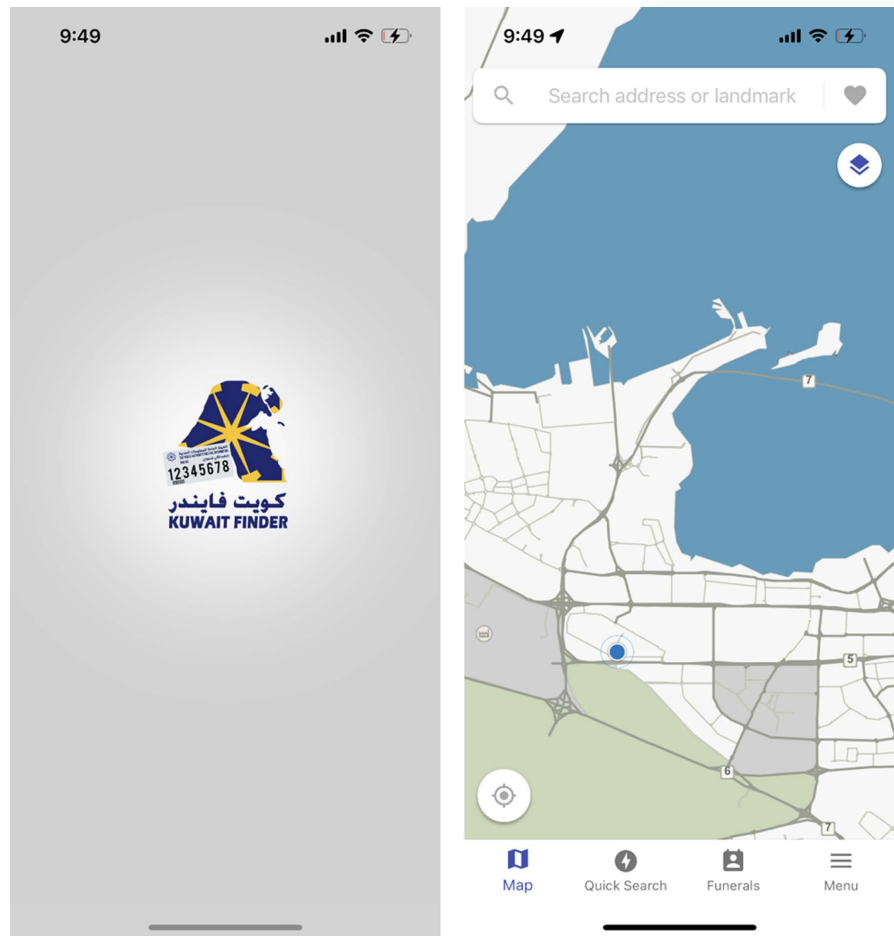 9:49
12345678
كويت فايندر
KUWAIT FINDER
9:49
Search address or landmark
7
5
6
7
Map
Quick Search
Funerals
Menu